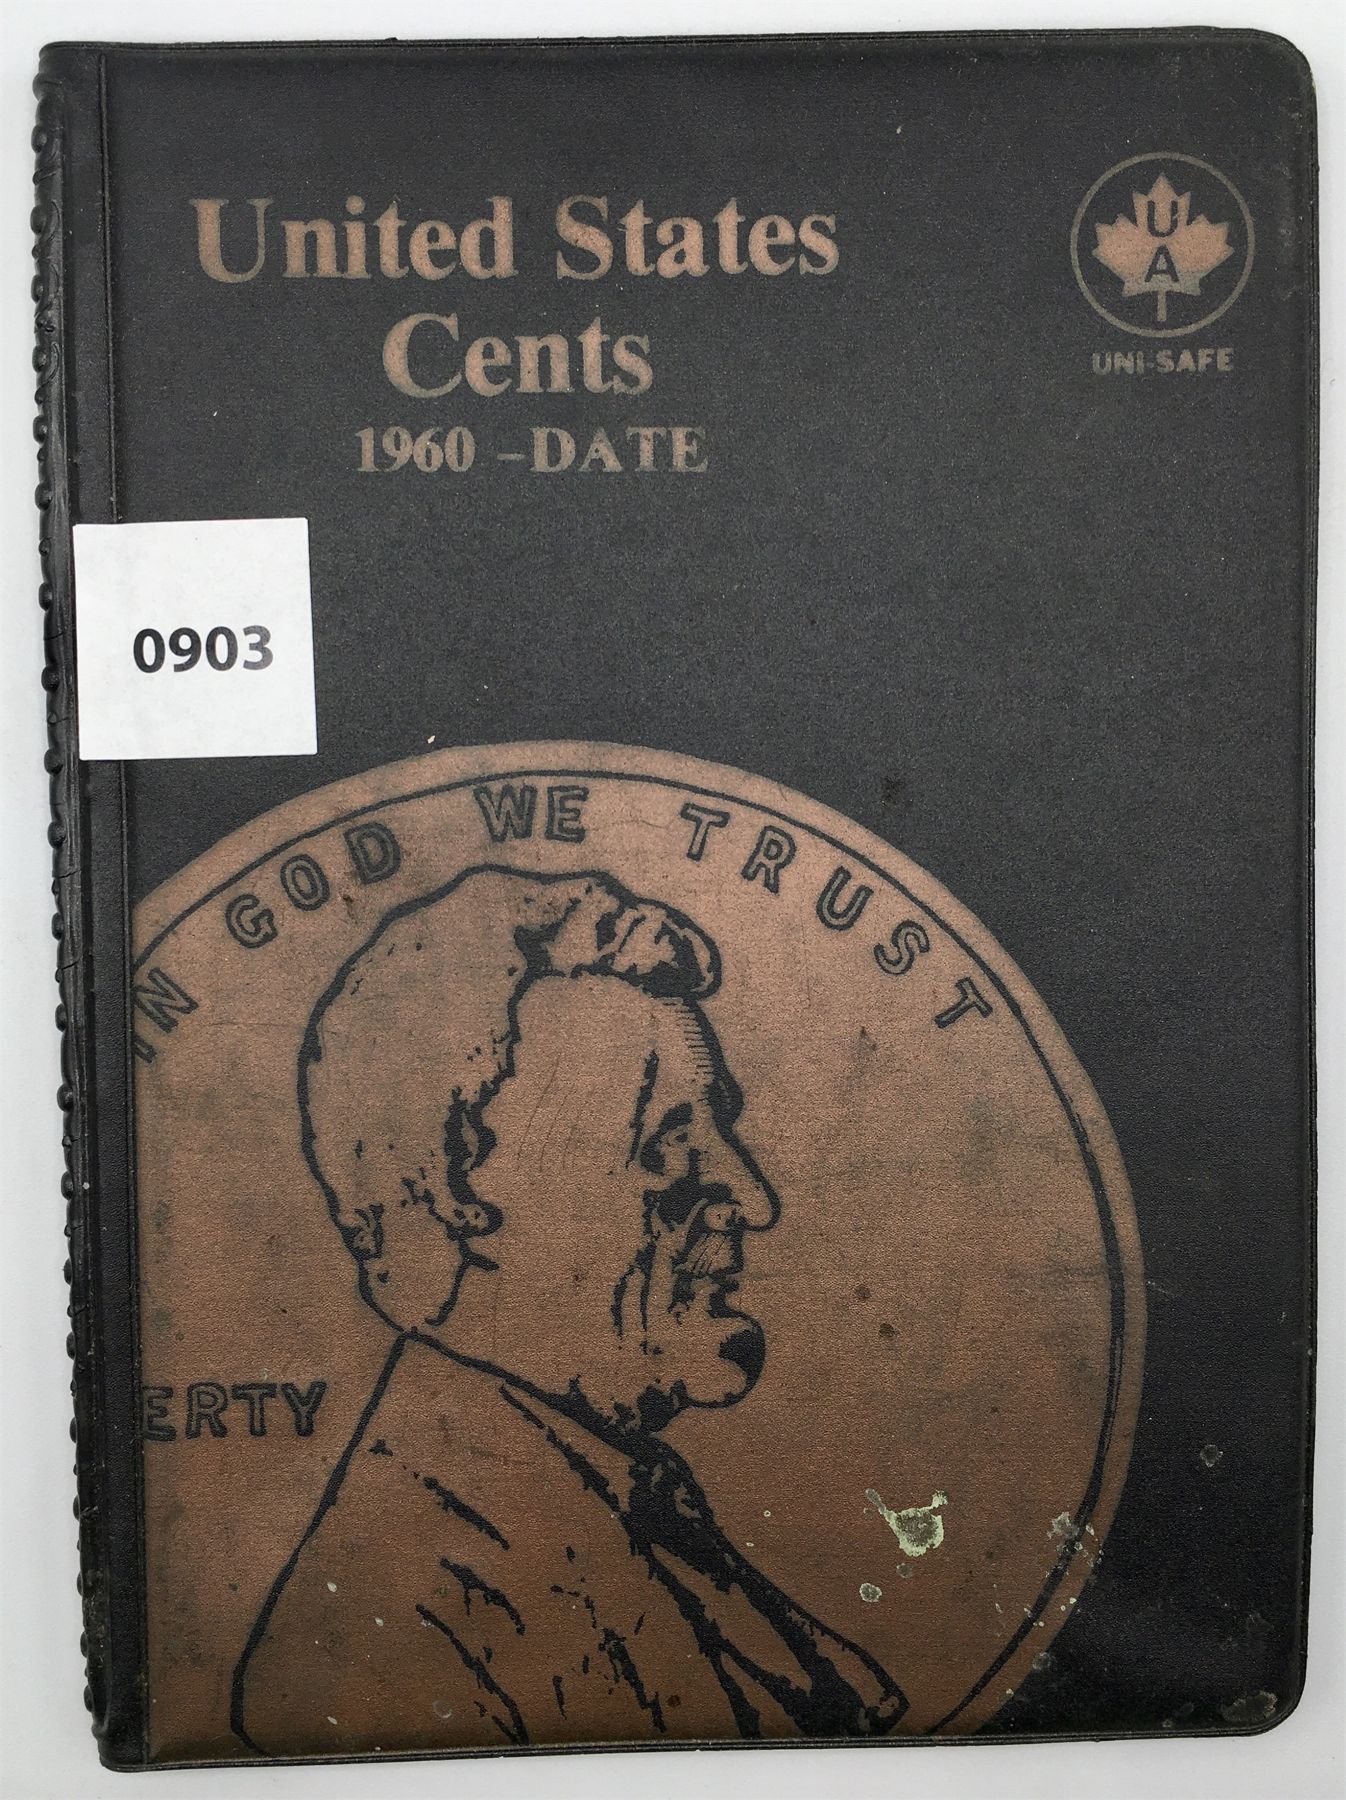 United States
Cents
1960 - DATE
U
A
UNI-SAFE
0903
IN GOD WE TRUST
ERTY